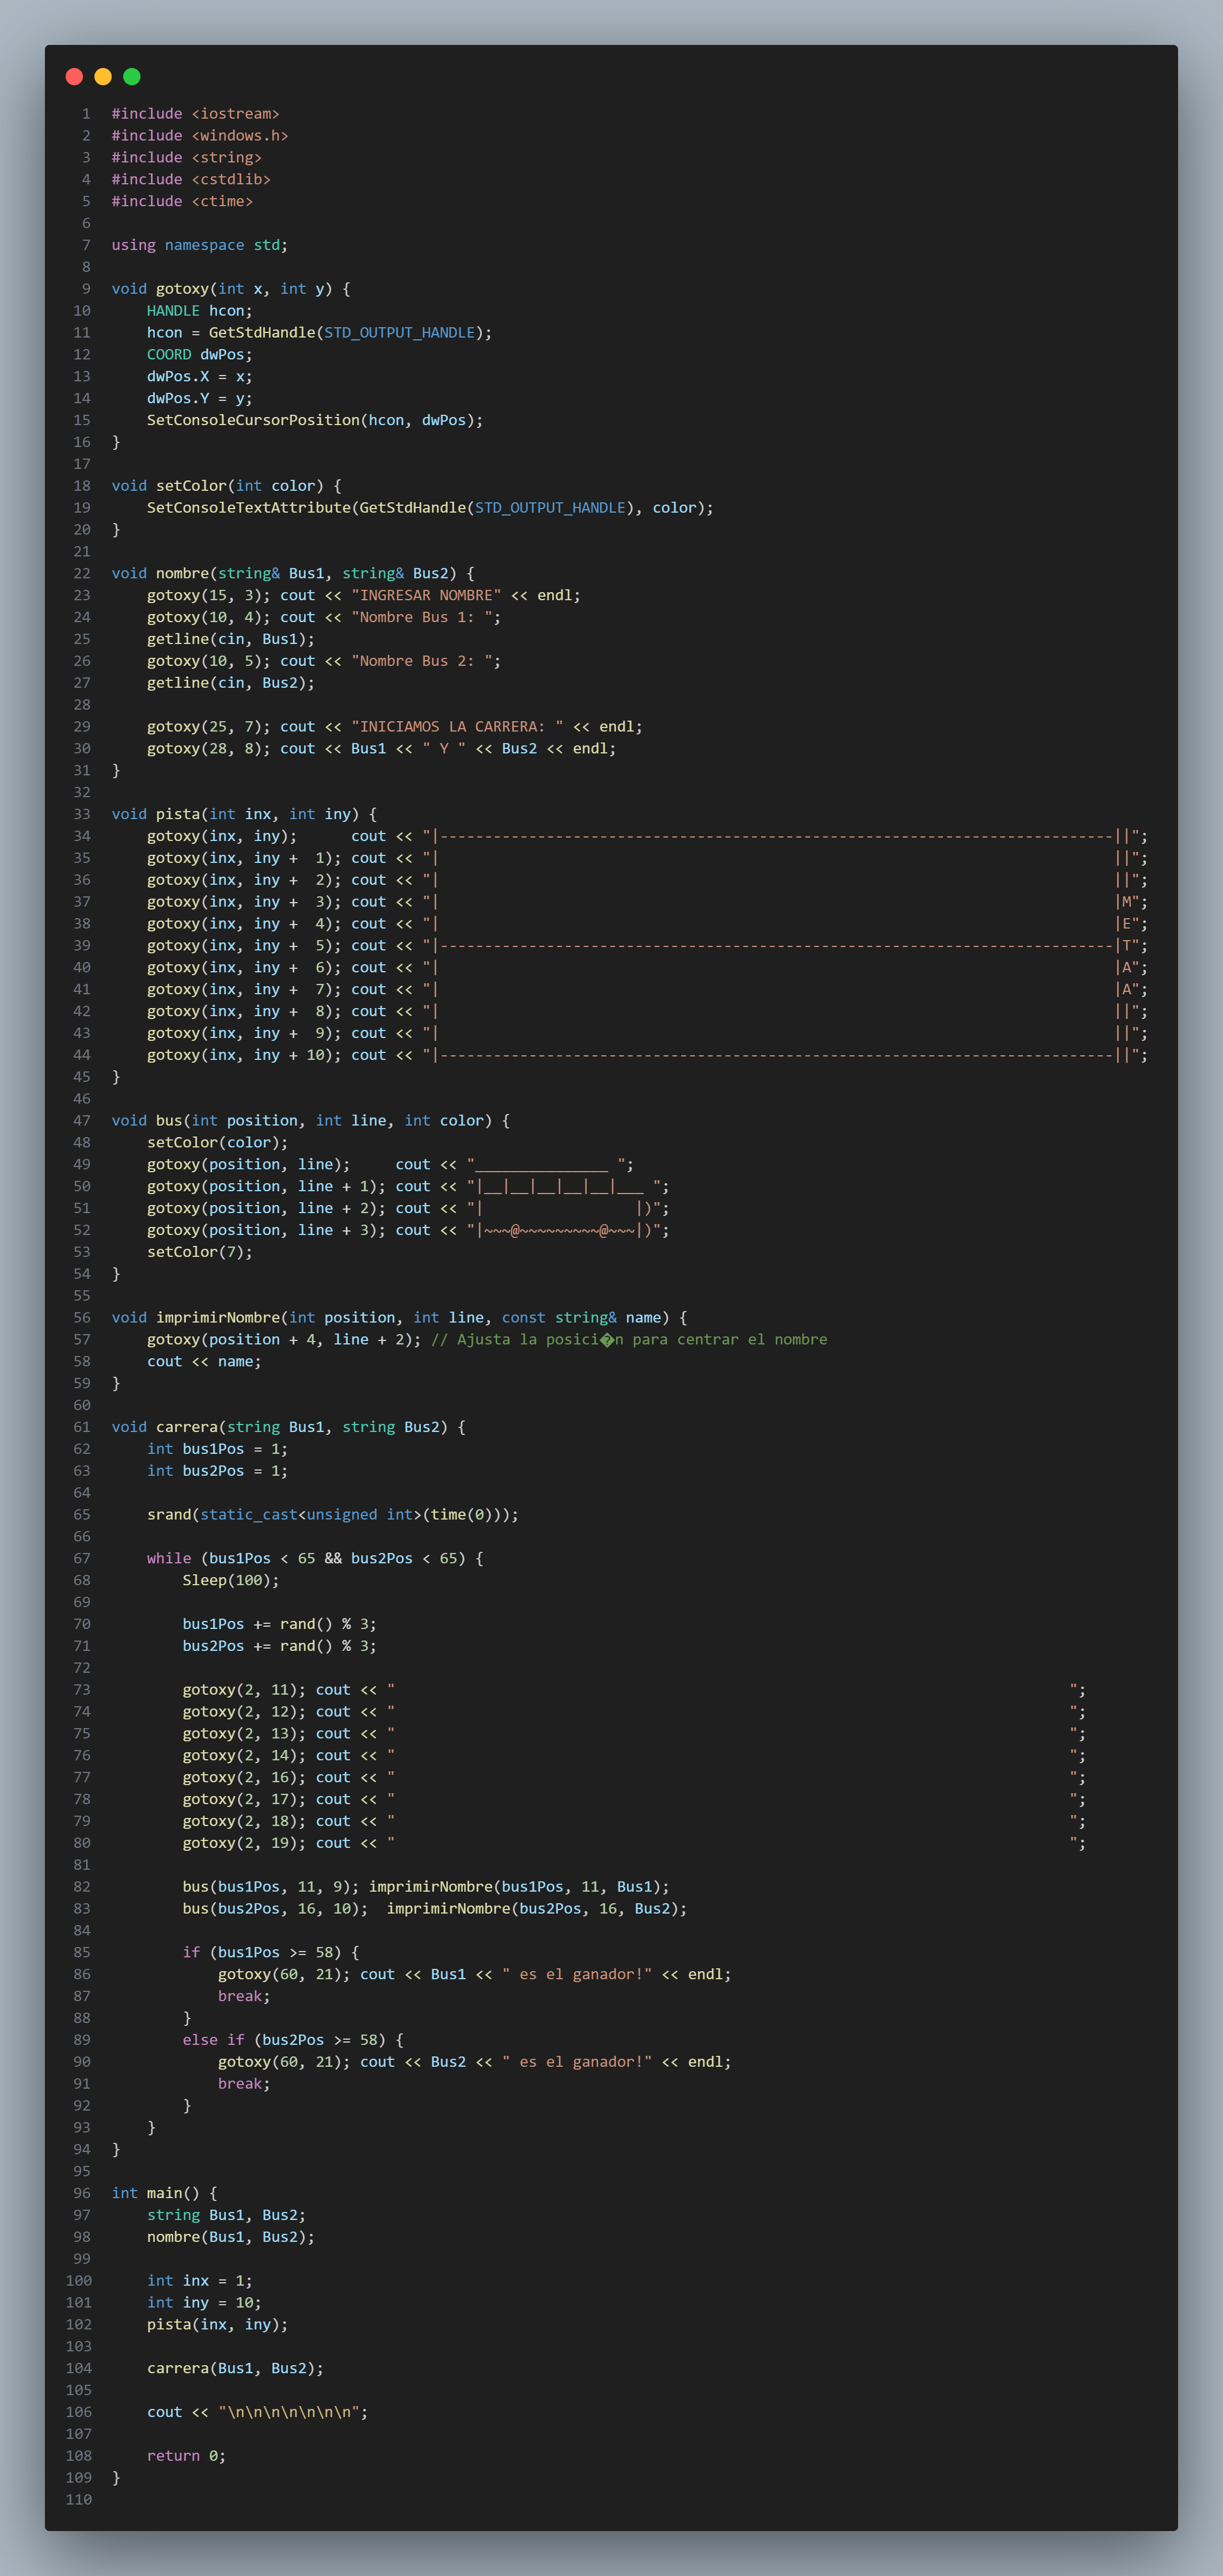 1 #include <iostream>
2 #include <windows.h>
3 #include <string>
4 #include <cstdlib>
5 #include <ctime>
6
7 using namespace std;
8
9 void gotoxy(int x, int y) {
10     HANDLE hcon;
11     hcon = GetStdHandle(STD_OUTPUT_HANDLE);
12     COORD dwPos;
13     dwPos.X = x;
14     dwPos.Y = y;
15     SetConsoleCursorPosition(hcon, dwPos);
16 }
17
18 void setColor(int color) {
19     SetConsoleTextAttribute(GetStdHandle(STD_OUTPUT_HANDLE), color);
20 }
21
22 void nombre(string& Bus1, string& Bus2) {
23     gotoxy(15, 3); cout << "INGRESAR NOMBRE" << endl;
24     gotoxy(10, 4); cout << "Nombre Bus 1: ";
25     getline(cin, Bus1);
26     gotoxy(10, 5); cout << "Nombre Bus 2: ";
27     getline(cin, Bus2);
28
29     gotoxy(25, 7); cout << "INICIAMOS LA CARRERA: " << endl;
30     gotoxy(28, 8); cout << Bus1 << " Y " << Bus2 << endl;
31 }
32
33 void pista(int inx, int iny) {
34     gotoxy(inx, iny);      cout << "|----------------------------------------------------------------------------||";
35     gotoxy(inx, iny +  1); cout << "|                                                                            ||";
36     gotoxy(inx, iny +  2); cout << "|                                                                            ||";
37     gotoxy(inx, iny +  3); cout << "|                                                                            |M";
38     gotoxy(inx, iny +  4); cout << "|                                                                            |E";
39     gotoxy(inx, iny +  5); cout << "|----------------------------------------------------------------------------|T";
40     gotoxy(inx, iny +  6); cout << "|                                                                            |A";
41     gotoxy(inx, iny +  7); cout << "|                                                                            |A";
42     gotoxy(inx, iny +  8); cout << "|                                                                            ||";
43     gotoxy(inx, iny +  9); cout << "|                                                                            ||";
44     gotoxy(inx, iny + 10); cout << "|----------------------------------------------------------------------------||";
45 }
46
47 void bus(int position, int line, int color) {
48     setColor(color);
49     gotoxy(position, line);     cout << "_______________ ";
50     gotoxy(position, line + 1); cout << "|__|__|__|__|__|___ ";
51     gotoxy(position, line + 2); cout << "|                 |)";
52     gotoxy(position, line + 3); cout << "|~~~@~~~~~~~~~@~~~|)";
53     setColor(7);
54 }
55
56 void imprimirNombre(int position, int line, const string& name) {
57     gotoxy(position + 4, line + 2); // Ajusta la posici�n para centrar el nombre
58     cout << name;
59 }
60
61 void carrera(string Bus1, string Bus2) {
62     int bus1Pos = 1;
63     int bus2Pos = 1;
64
65     srand(static_cast<unsigned int>(time(0)));
66
67     while (bus1Pos < 65 && bus2Pos < 65) {
68         Sleep(100);
69
70         bus1Pos += rand() % 3;
71         bus2Pos += rand() % 3;
72
73         gotoxy(2, 11); cout << "                                                                            ";
74         gotoxy(2, 12); cout << "                                                                            ";
75         gotoxy(2, 13); cout << "                                                                            ";
76         gotoxy(2, 14); cout << "                                                                            ";
77         gotoxy(2, 16); cout << "                                                                            ";
78         gotoxy(2, 17); cout << "                                                                            ";
79         gotoxy(2, 18); cout << "                                                                            ";
80         gotoxy(2, 19); cout << "                                                                            ";
81
82         bus(bus1Pos, 11, 9); imprimirNombre(bus1Pos, 11, Bus1);
83         bus(bus2Pos, 16, 10);  imprimirNombre(bus2Pos, 16, Bus2);
84
85         if (bus1Pos >= 58) {
86             gotoxy(60, 21); cout << Bus1 << " es el ganador!" << endl;
87             break;
88         }
89         else if (bus2Pos >= 58) {
90             gotoxy(60, 21); cout << Bus2 << " es el ganador!" << endl;
91             break;
92         }
93     }
94 }
95
96 int main() {
97     string Bus1, Bus2;
98     nombre(Bus1, Bus2);
99
100     int inx = 1;
101     int iny = 10;
102     pista(inx, iny);
103
104     carrera(Bus1, Bus2);
105
106     cout << "\n\n\n\n\n\n\n";
107
108     return 0;
109 }
110